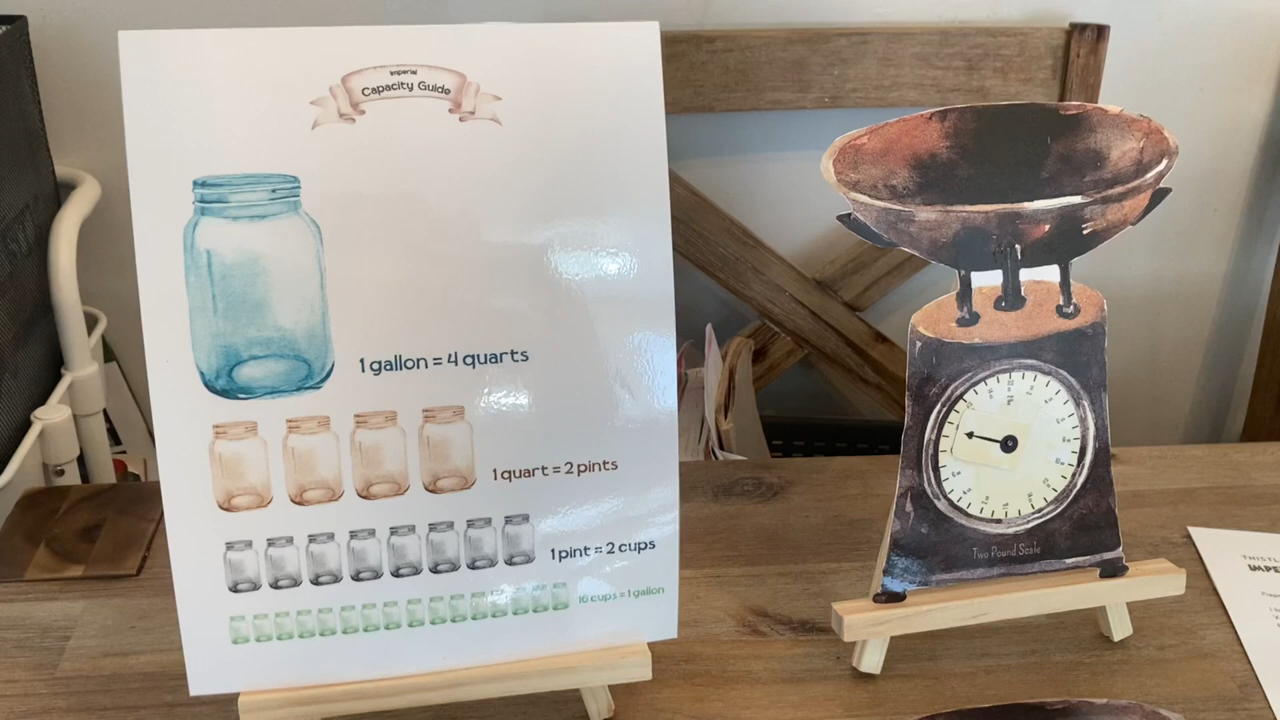 Imperial
Capacity Guide
1 gallon = 4 quarts
1 quart = 2 pints
1 pint = 2 cups
16 cups = 1 gallon
Two Pound Scale